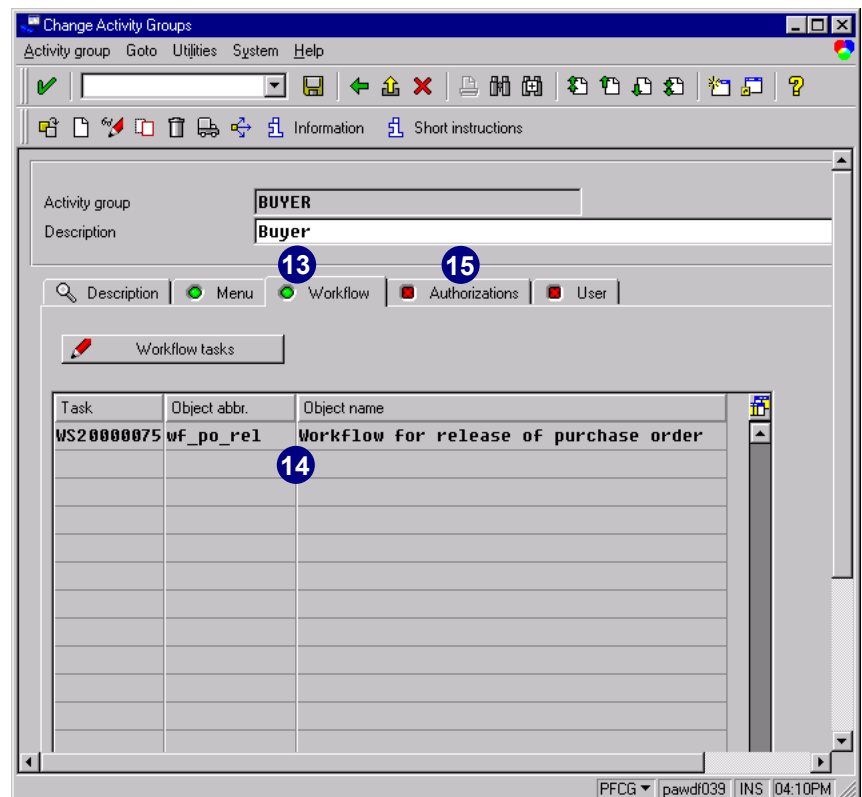 Change Activity Groups
Activity group Goto Utilities System Help
Information Short instructions
Activity group BUYER
Description Buyer
13 15
Description Menu Workflow Authorizations User
Workflow tasks
Task Object abbr. Object name
WS20000075 wf_po_rel Workflow for release of purchase order
14
PFCG pawdf039 INS 04:10PM